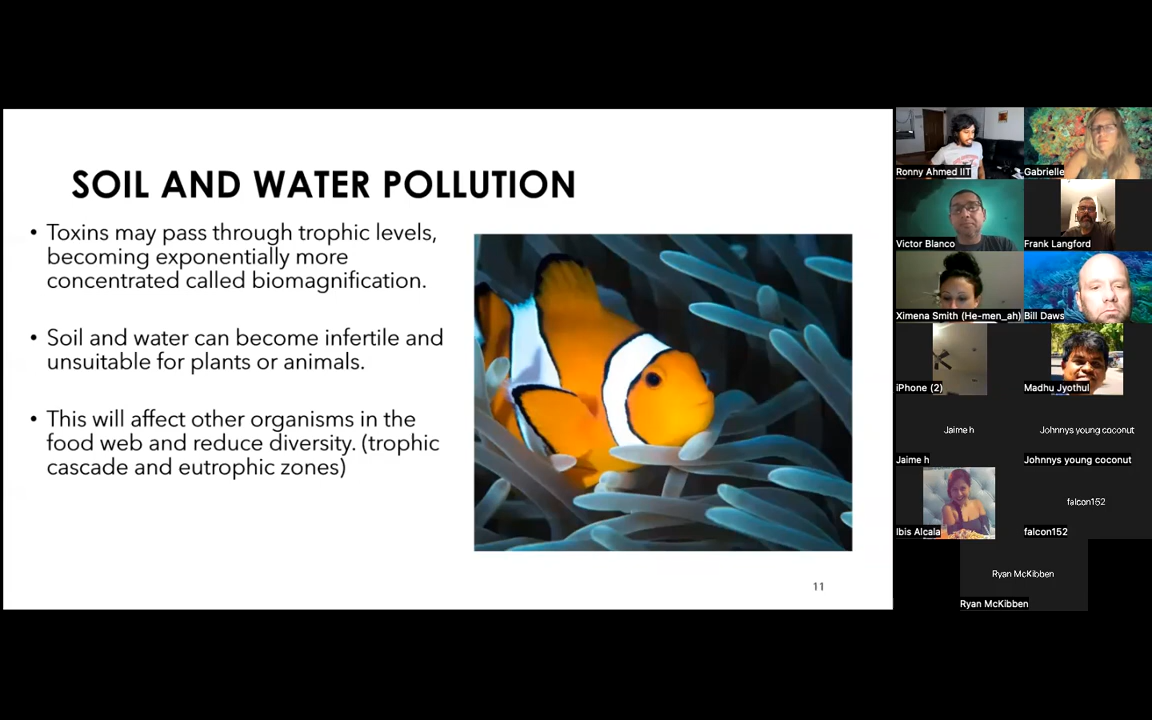 SOIL AND WATER POLLUTION
• Toxins may pass through trophic levels,
becoming exponentially more
concentrated called biomagnification.
• Soil and water can become infertile and
unsuitable for plants or animals.
• This will affect other organisms in the
food web and reduce diversity. (trophic
cascade and eutrophic zones)
11
Ronny Ahmed IIT
Gabrielle
Victor Blanco
Frank Langford
Ximena Smith (He-men_ah)
Bill Daws
iPhone (2)
Madhu Jyothul
Jaime h
Jaime h
Johnnys young coconut
Johnnys young coconut
Ibis Alcala
falcon152
falcon152
Ryan McKibben
Ryan McKibben